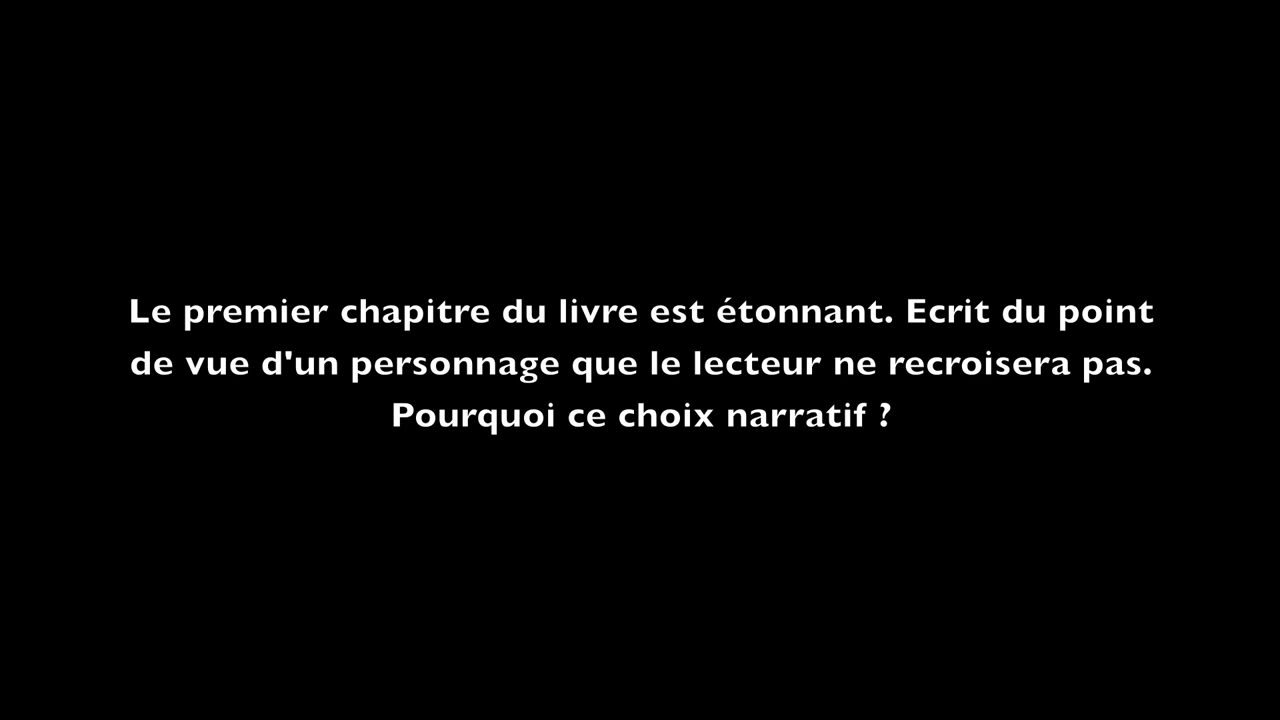 Le premier chapitre du livre est étonnant. Ecrit du point
de vue d'un personnage que le lecteur ne recroisera pas.
Pourquoi ce choix narratif ?